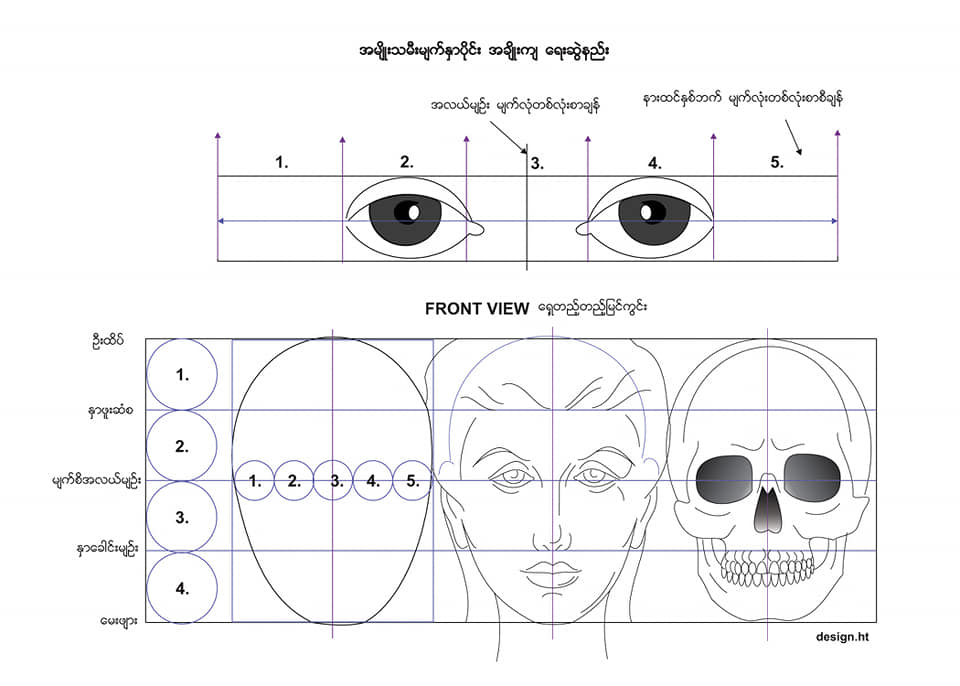 အမျိုးသမီးမျက်နှာပိုင်း အချိုးကျ ရေးဆွဲနည်း
နားထင်နှစ်ဘက် မျက်လုံးတစ်လုံးစာစီချန်
အလယ်မျဉ်း မျက်လုံတစ်လုံးစာချန်
1. 2. 3. 4. 5.
FRONT VIEW ရှေ့တည့်တည့်မြင်ကွင်း
ဦးထိပ်
1.
နှာဖူးဆံစ
2.
မျက်စိအလယ်မျဉ်း
1. 2. 3. 4. 5.
3.
နှာခေါင်းမျဉ်း
4.
မေးဖျား
design.ht